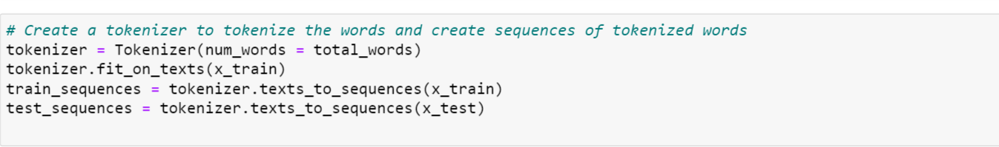 # Create a tokenizer to tokenize the words and create sequences of tokenized words
tokenizer = Tokenizer(num_words = total_words)
tokenizer.fit_on_texts(x_train)
train_sequences = tokenizer.texts_to_sequences(x_train)
test_sequences = tokenizer.texts_to_sequences(x_test)